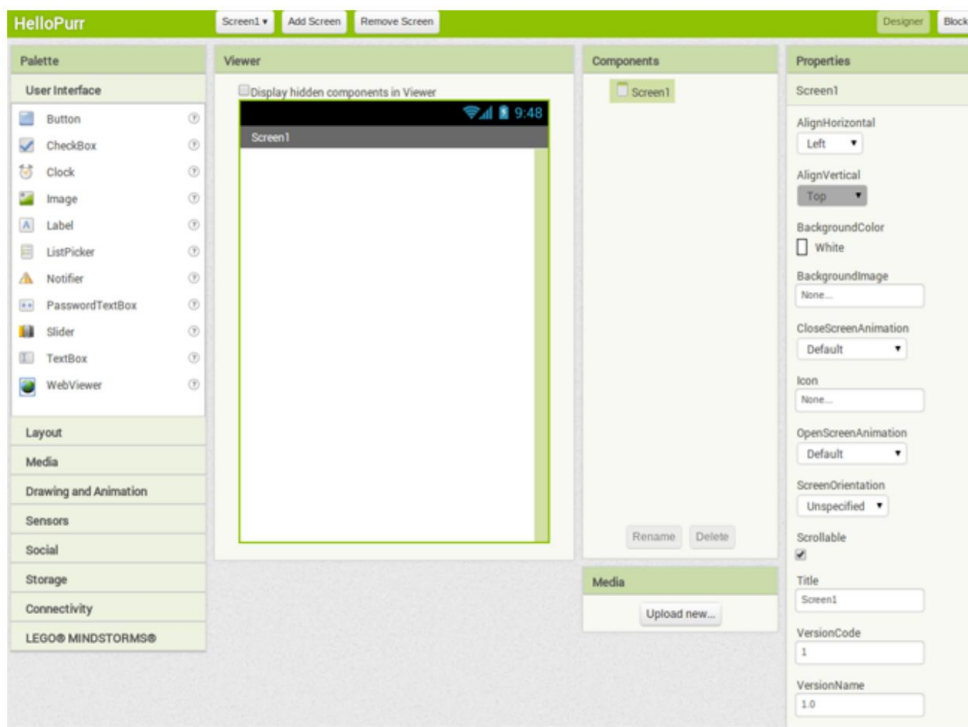 HelloPurr
Screen1 ▾ Add Screen Remove Screen Designer Block
Palette
User Interface
Button
CheckBox
Clock
Image
Label
ListPicker
Notifier
PasswordTextBox
Slider
TextBox
WebViewer
Layout
Media
Drawing and Animation
Sensors
Social
Storage
Connectivity
LEGO® MINDSTORMS®
Viewer
Display hidden components in Viewer
9:48
Screen1
Components
Screen1
Rename Delete
Media
Upload new...
Properties
Screen1
AlignHorizontal
Left
AlignVertical
Top
BackgroundColor
White
BackgroundImage
None...
CloseScreenAnimation
Default
Icon
None...
OpenScreenAnimation
Default
ScreenOrientation
Unspecified
Scrollable
Title
Screen1
VersionCode
1
VersionName
1.0